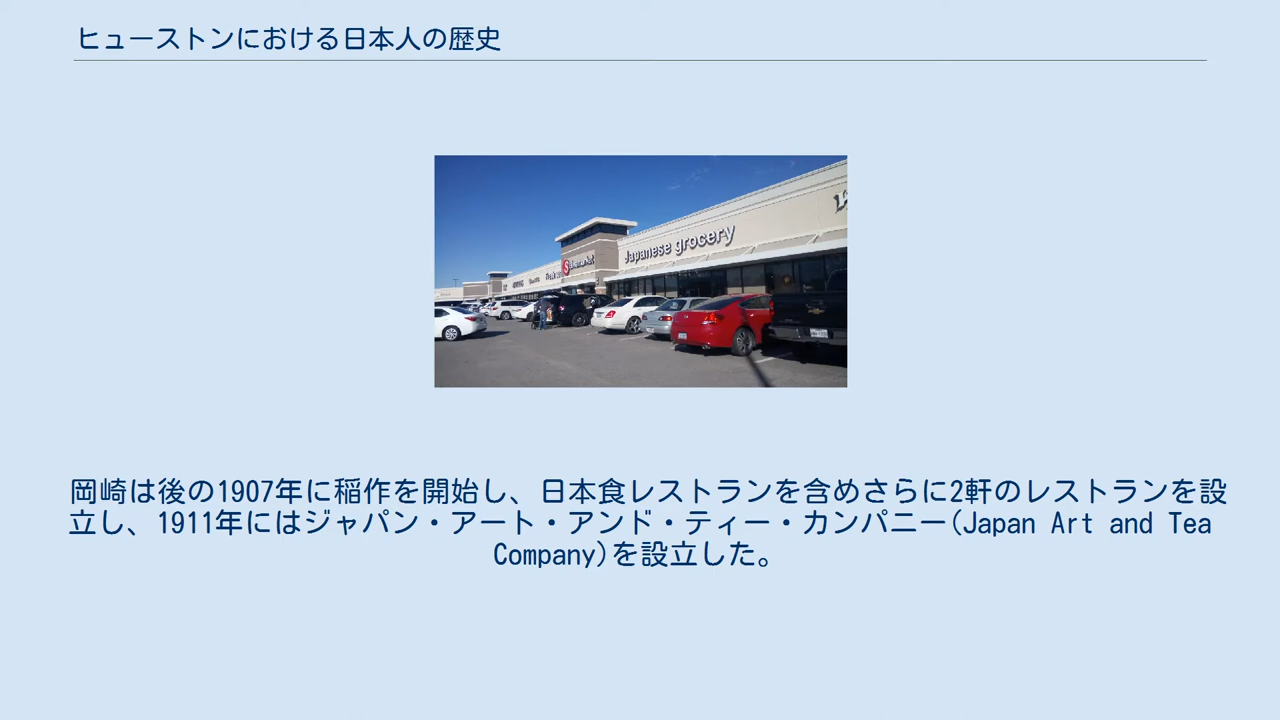 ヒューストンにおける日本人の歴史
Japanese grocery
岡崎は後の1907年に稲作を開始し、日本食レストランを含めさらに2軒のレストランを設
立し、1911年にはジャパン・アート・アンド・ティー・カンパニー(Japan Art and Tea
Company)を設立した。